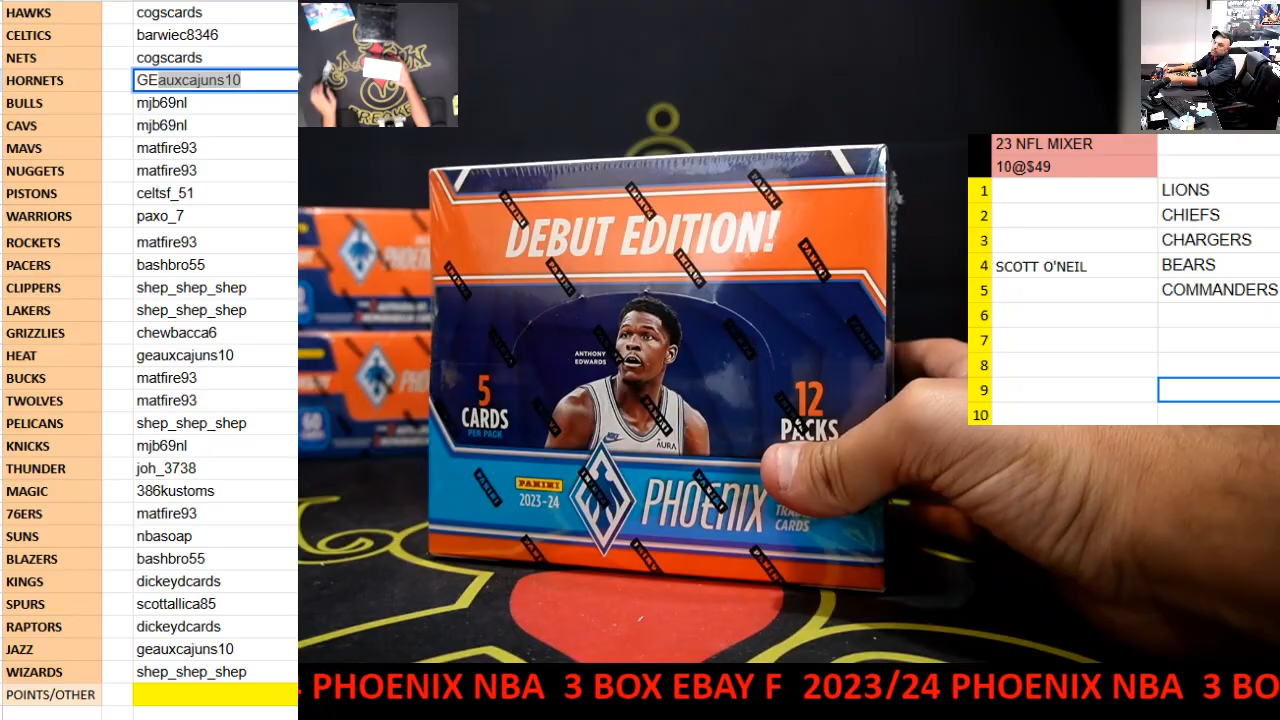 HAWKS cogscards
CELTICS barwiec8346
NETS cogscards
HORNETS GEauxcajuns10
BULLS mjb69nl
CAVS mjb69nl
MAVS matfire93
NUGGETS matfire93
PISTONS celtsf_51
WARRIORS paxo_7
ROCKETS matfire93
PACERS bashbro55
CLIPPERS shep_shep_shep
LAKERS shep_shep_shep
GRIZZLIES chewbacca6
HEAT geauxcajuns10
BUCKS matfire93
TWOLVES matfire93
PELICANS shep_shep_shep
KNICKS mjb69nl
THUNDER joh_3738
MAGIC 386kustoms
76ERS matfire93
SUNS nbasoap
BLAZERS bashbro55
KINGS dickeydcards
SPURS scottallica85
RAPTORS dickeydcards
JAZZ geauxcajuns10
WIZARDS shep_shep_shep
POINTS/OTHER
DEBUT EDITION!
ANTHONY
EDWARDS
5
CARDS
PER PACK
12
PACKS
AURA
PANINI
2023-24
PHOENIX
CARDS
23 NFL MIXER
10@$49
1 LIONS
2 CHIEFS
3 CHARGERS
4 SCOTT O'NEIL BEARS
5 COMMANDERS
6
7
8
9
10
PHOENIX NBA 3 BOX EBAY F 2023/24 PHOENIX NBA 3 BO